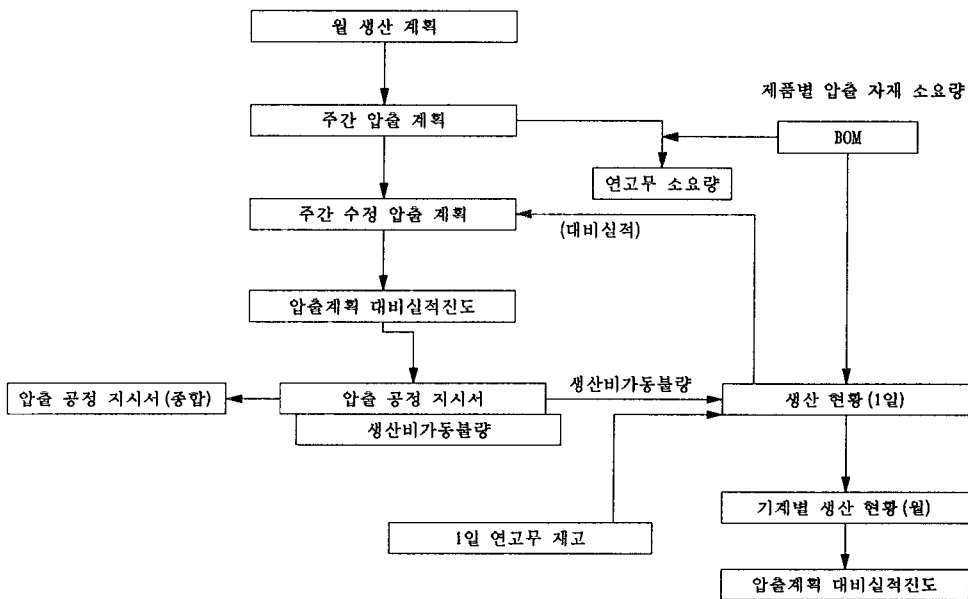 월 생산 계획
제품별 압출 자재 소요량
주간 압출 계획
BOM
연고무 소요량
주간 수정 압출 계획
(대비실적)
압출계획 대비실적진도
압출 공정 지시서(종합)
압출 공정 지시서
생산비가동불량
생산 현황(1일)
생산비가동불량
기계별 생산 현황(월)
1일 연고무 재고
압출계획 대비실적진도